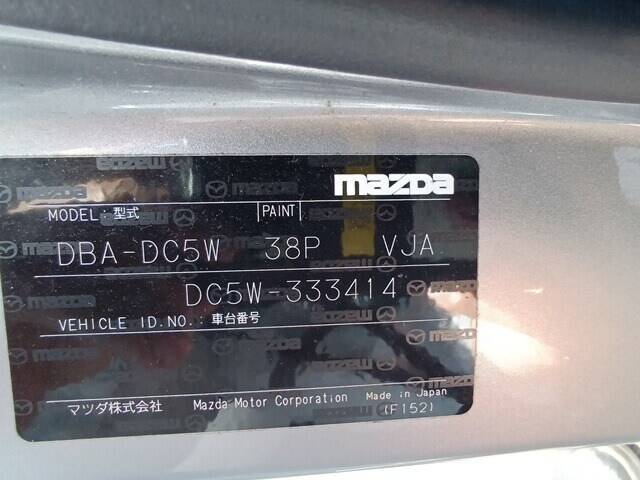 mazda
MODEL:型式 PAINT
DBA-DC5W 38P VJA
DC5W-333414
VEHICLE ID.NO.:車台番号
マツダ株式会社 Mazda Motor Corporation Made in Japan
(F152)